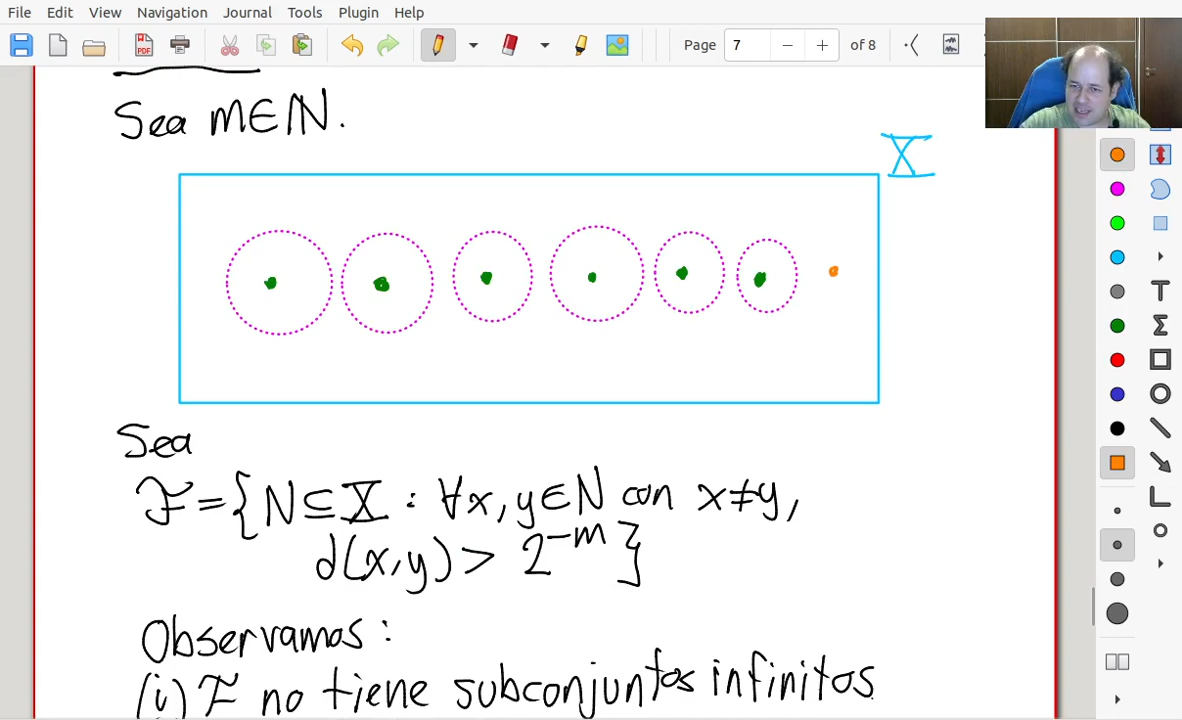 File Edit View Navigation Journal Tools Plugin Help
Page 7 of 8
Sea m∈ℕ.
X
Sea
F={N⊆X : ∀x,y∈N con x≠y,
d(x,y) > 2^-m}
Observamos:
(i) F no tiene subconjuntos infinitos